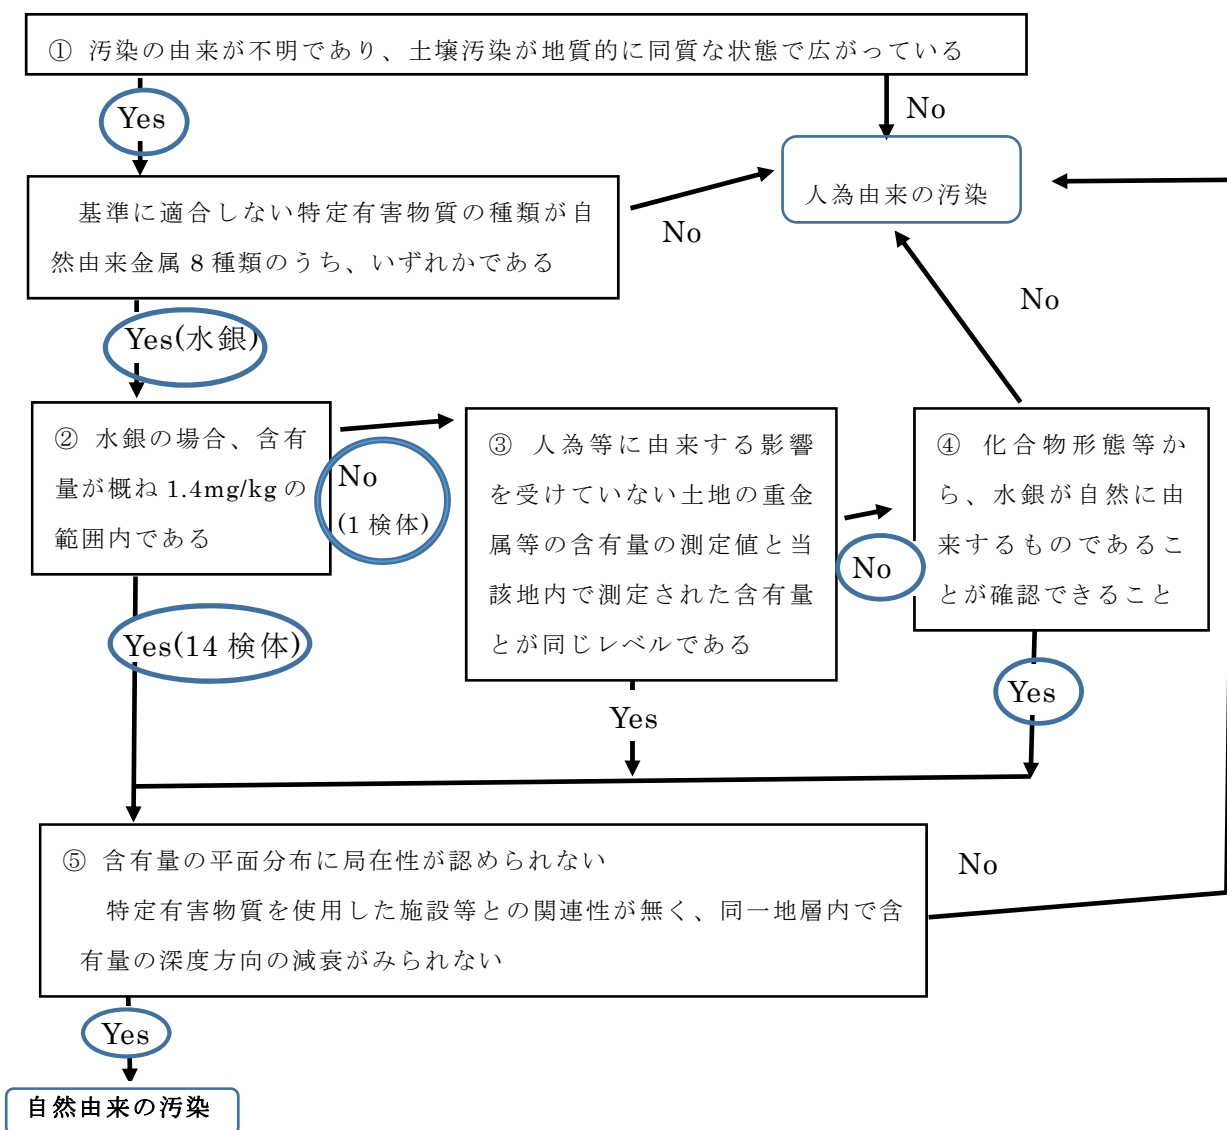 ① 汚染の由来が不明であり、土壌汚染が地質的に同質な状態で広がっている
Yes
No
人為由来の汚染
基準に適合しない特定有害物質の種類が自
然由来金属 8 種類のうち、いずれかである
No
No
Yes(水銀)
② 水銀の場合、含有
量が概ね 1.4mg/kg の
範囲内である
No
(1 検体)
③ 人為等に由来する影響
を受けていない土地の重金
属等の含有量の測定値と当
該地内で測定された含有量
とが同じレベルである
No
④ 化合物形態等か
ら、水銀が自然に由
来するものであるこ
とが確認できること
Yes(14 検体)
Yes
Yes
⑤ 含有量の平面分布に局在性が認められない
特定有害物質を使用した施設等との関連性が無く、同一地層内で含
有量の深度方向の減衰がみられない
No
Yes
自然由来の汚染